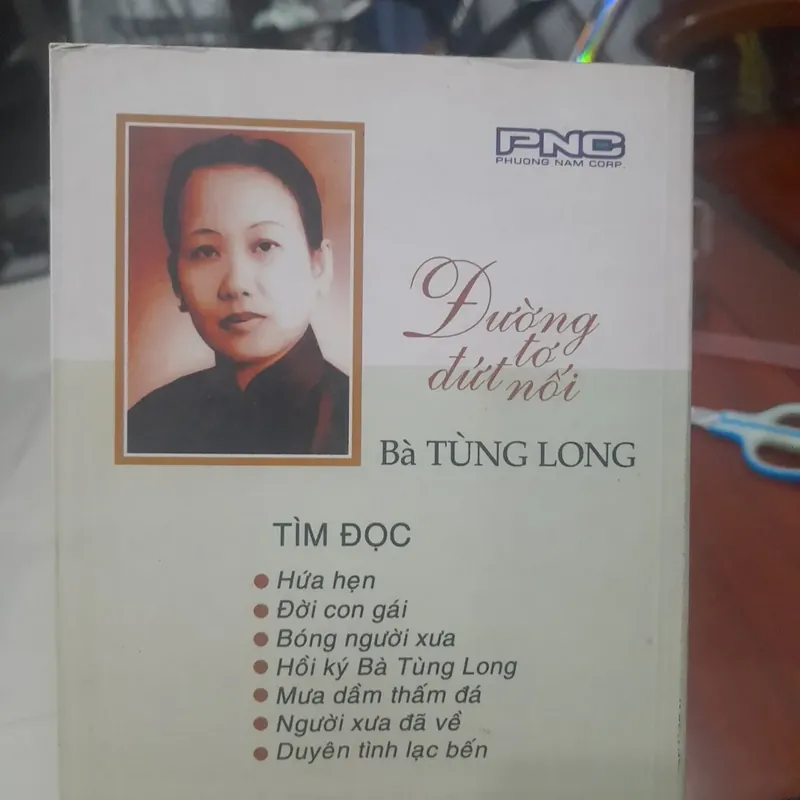 PNC
PHUONG NAM CORP.
Đường
tơ
đứt nối
Bà TÙNG LONG
TÌM ĐỌC
● Hứa hẹn
● Đời con gái
● Bóng người xưa
● Hồi ký Bà Tùng Long
● Mưa dầm thấm đá
● Người xưa đã về
● Duyên tình lạc bến